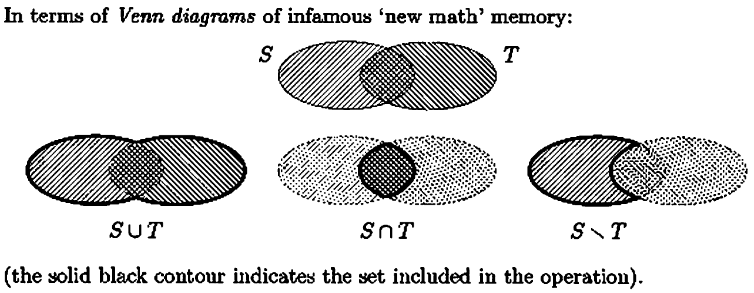 In terms of Venn diagrams of infamous ‘new math’ memory:
S T
S ∪ T S ∩ T S ∖ T
(the solid black contour indicates the set included in the operation).